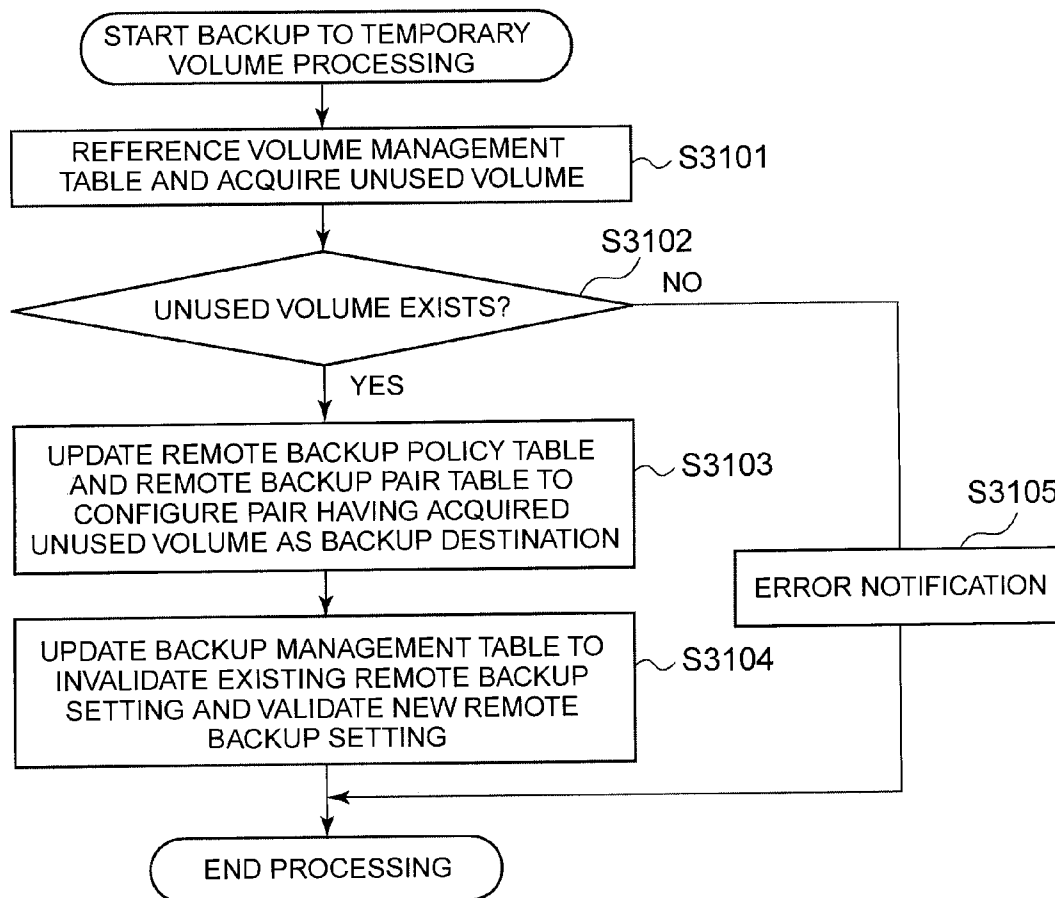 START BACKUP TO TEMPORARY
VOLUME PROCESSING
REFERENCE VOLUME MANAGEMENT
TABLE AND ACQUIRE UNUSED VOLUME
S3101
S3102
UNUSED VOLUME EXISTS?
NO
YES
UPDATE REMOTE BACKUP POLICY TABLE
AND REMOTE BACKUP PAIR TABLE TO
CONFIGURE PAIR HAVING ACQUIRED
UNUSED VOLUME AS BACKUP DESTINATION
S3103
S3105
ERROR NOTIFICATION
UPDATE BACKUP MANAGEMENT TABLE TO
INVALIDATE EXISTING REMOTE BACKUP
SETTING AND VALIDATE NEW REMOTE
BACKUP SETTING
S3104
END PROCESSING